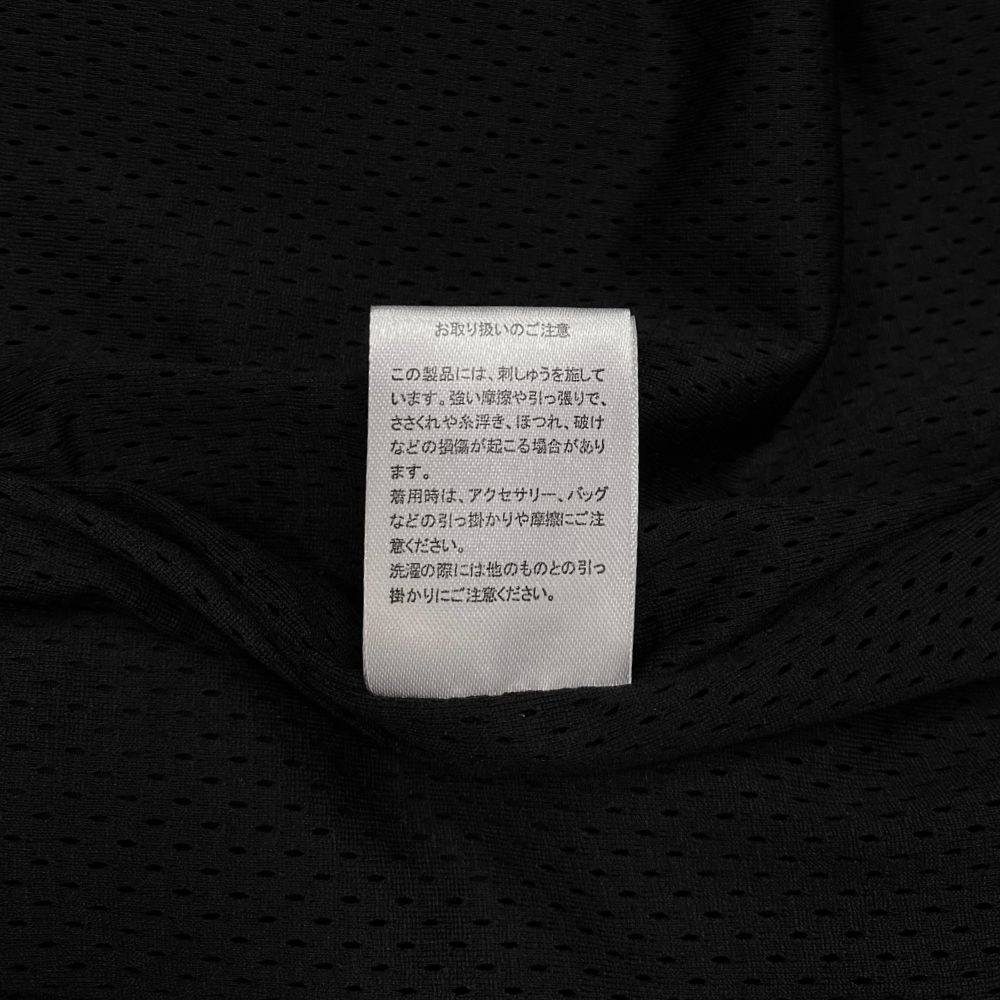 お取り扱いのご注意
この製品には、刺しゅうを施して
います。強い摩擦や引っ張りで、
ささくれや糸浮き、ほつれ、破け
などの損傷が起こる場合があり
ます。
着用時は、アクセサリー、バッグ
などの引っ掛かりや摩擦にご注
意ください。
洗濯の際には他のものとの引っ
掛かりにご注意ください。